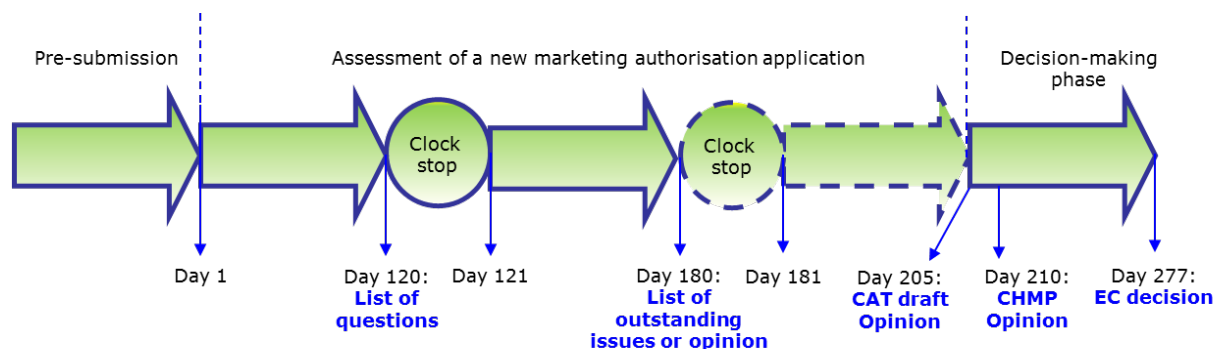 Pre-submission
Assessment of a new marketing authorisation application
Decision-making
phase
Clock
stop
Clock
stop
Day 1
Day 120:
List of
questions
Day 121
Day 180:
List of
outstanding
issues or opinion
Day 181
Day 205:
CAT draft
Opinion
Day 210:
CHMP
Opinion
Day 277:
EC decision